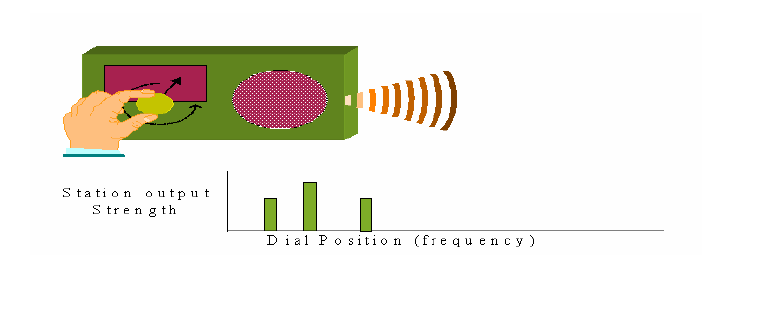 Station output
Strength
Dial Position (frequency)